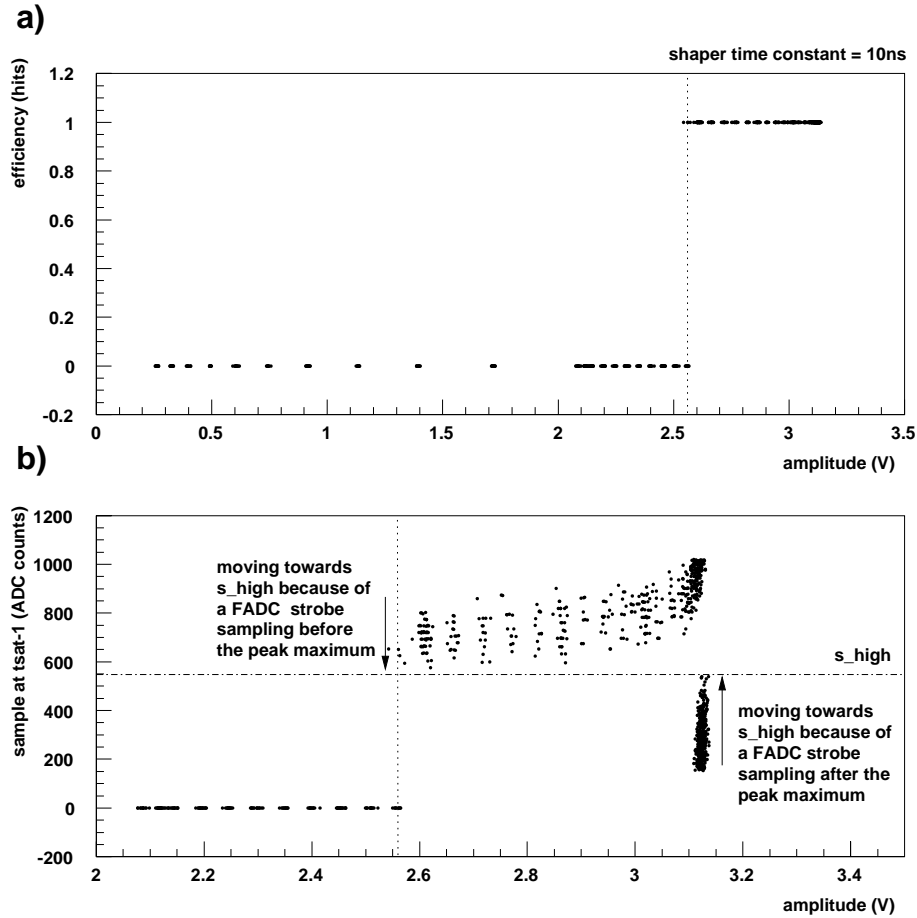 a)
shaper time constant = 10ns
efficiency (hits)
1.2
1
0.8
0.6
0.4
0.2
0
-0.2
0 0.5 1 1.5 2 2.5 3 3.5
amplitude (V)
b)
sample at tsat-1 (ADC counts)
1200
1000
800
600
400
200
0
-200
moving towards
s_high because of
a FADC strobe
sampling before
the peak maximum
s_high
moving towards
s_high because of
a FADC strobe
sampling after the
peak maximum
2 2.2 2.4 2.6 2.8 3 3.2 3.4
amplitude (V)